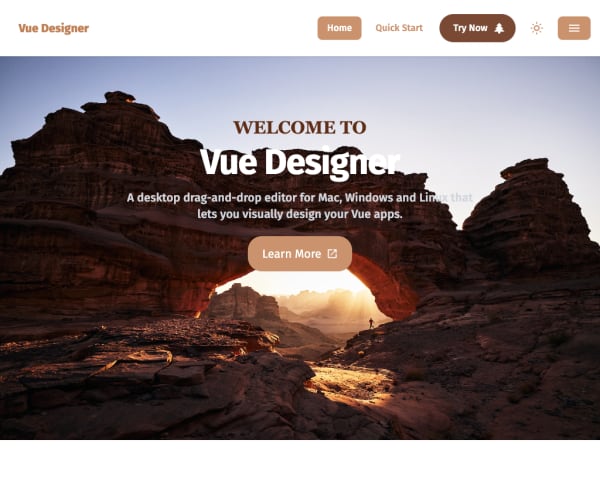 Vue Designer
Home
Quick Start
Try Now
WELCOME TO
Vue Designer
A desktop drag-and-drop editor for Mac, Windows and Linux that
lets you visually design your Vue apps.
Learn More